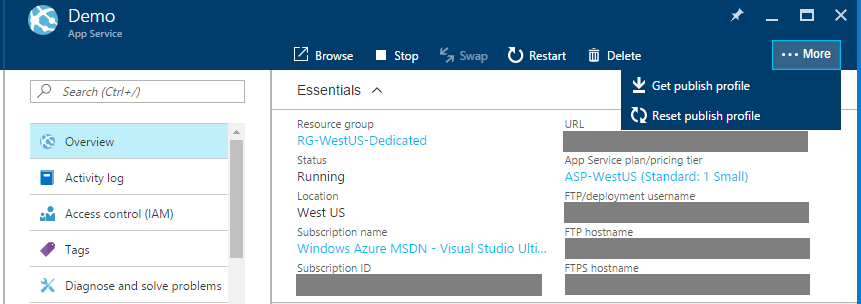 Demo
App Service
Browse Stop Swap Restart Delete ••• More
Get publish profile
Reset publish profile
Search (Ctrl+/)
Overview
Activity log
Access control (IAM)
Tags
Diagnose and solve problems
Essentials
Resource group
RG-WestUS-Dedicated
Status
Running
Location
West US
Subscription name
Windows Azure MSDN - Visual Studio Ulti...
Subscription ID
URL
App Service plan/pricing tier
ASP-WestUS (Standard: 1 Small)
FTP/deployment username
FTP hostname
FTPS hostname